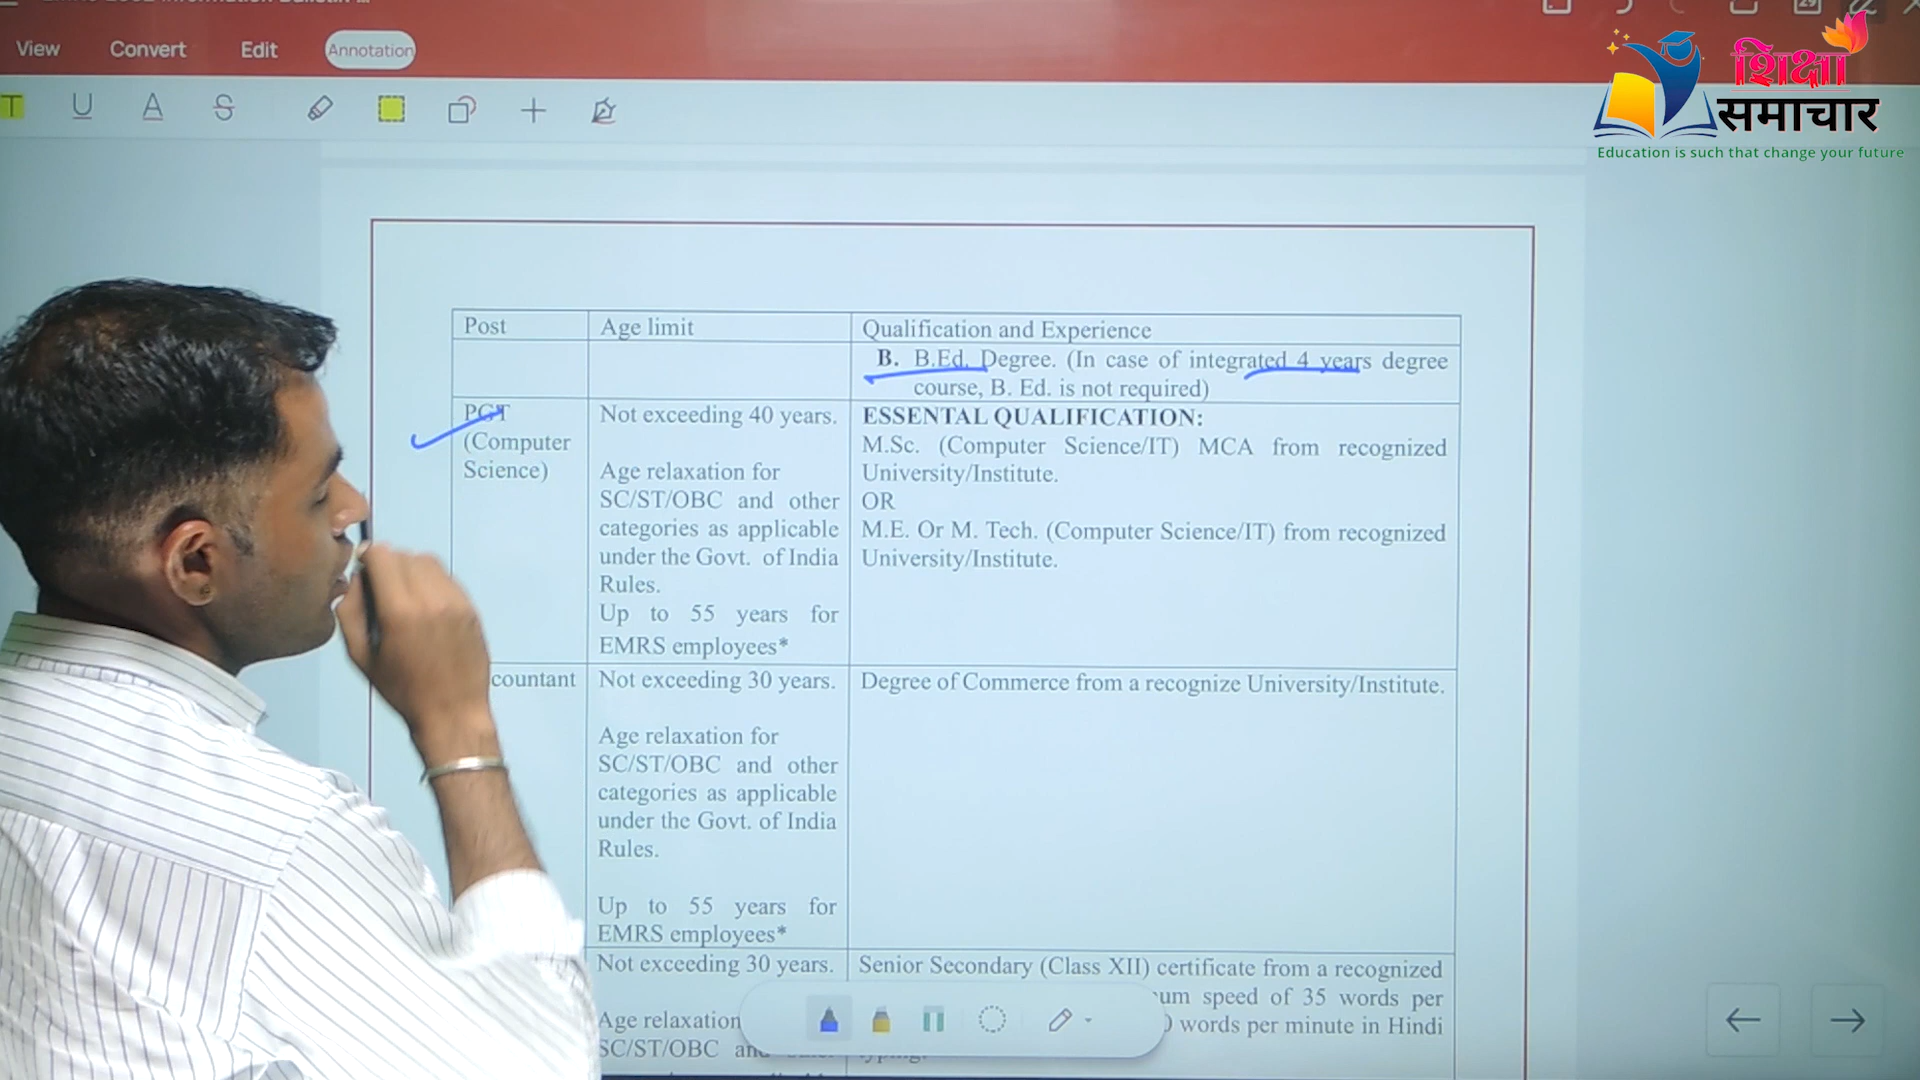 View Convert Edit Annotation
T U A S
29
शिक्षा
समाचार
Education is such that change your future
Post
Age limit
Qualification and Experience
B. B.Ed. Degree. (In case of integrated 4 years degree
course, B. Ed. is not required)
PGT
(Computer
Science)
Not exceeding 40 years.
Age relaxation for
SC/ST/OBC and other
categories as applicable
under the Govt. of India
Rules.
Up to 55 years for
EMRS employees*
ESSENTAL QUALIFICATION:
M.Sc. (Computer Science/IT) MCA from recognized
University/Institute.
OR
M.E. Or M. Tech. (Computer Science/IT) from recognized
University/Institute.
countant
Not exceeding 30 years.
Age relaxation for
SC/ST/OBC and other
categories as applicable
under the Govt. of India
Rules.
Up to 55 years for
EMRS employees*
Degree of Commerce from a recognize University/Institute.
Not exceeding 30 years.
Age relaxation
SC/ST/OBC
Senior Secondary (Class XII) certificate from a recognized
speed of 35 words per
words per minute in Hindi